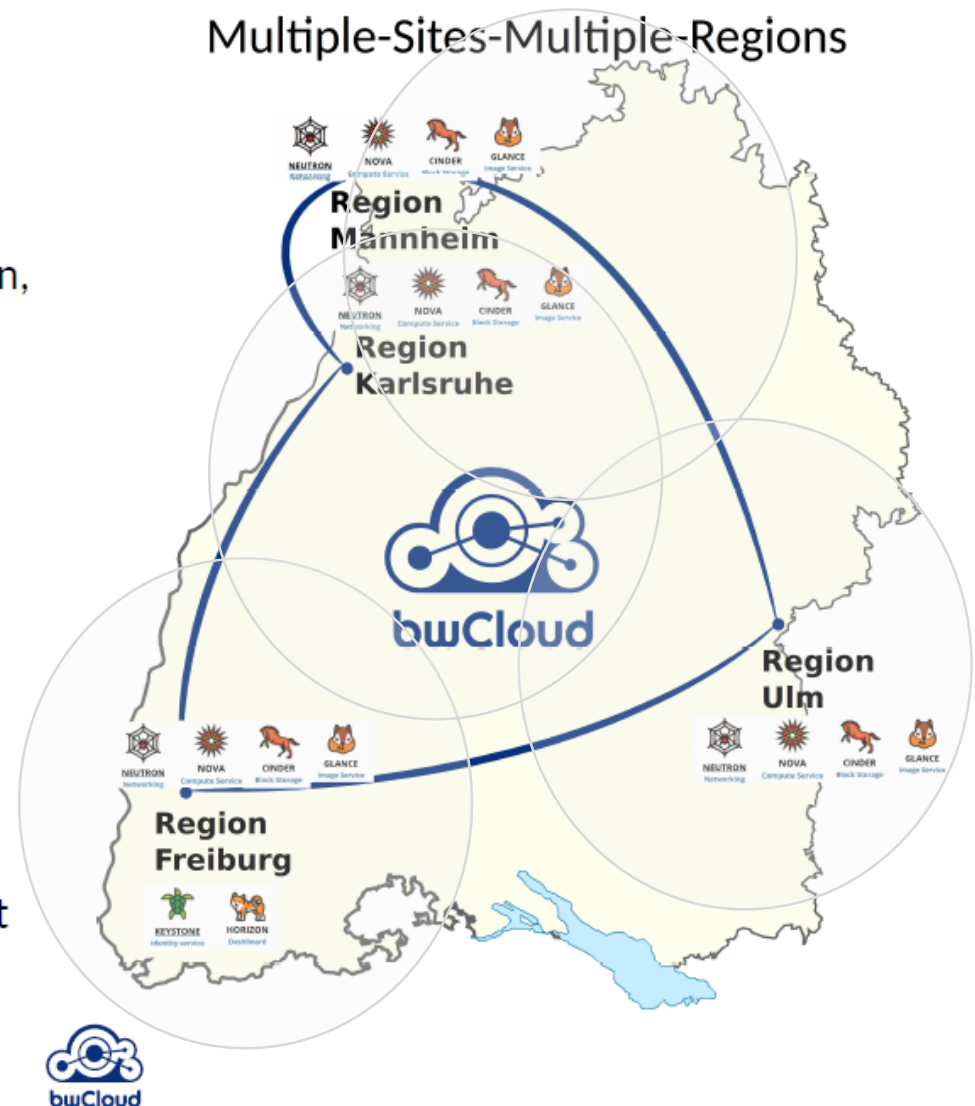 Multiple-Sites-Multiple-Regions
NEUTRON NOVA CINDER GLANCE
Networking Compute Service Block Storage Image Service
Region
Mannheim
n,
NEUTRON NOVA CINDER GLANCE
Networking Compute Service Block Storage Image Service
Region
Karlsruhe
bwCloud
Region
Ulm
NEUTRON NOVA CINDER GLANCE
Networking Compute Service Block Storage Image Service
NEUTRON NOVA CINDER GLANCE
Networking Compute Service Block Storage Image Service
Region
Freiburg
KEYSTONE HORIZON
Identity service Dashboard
t
bwCloud